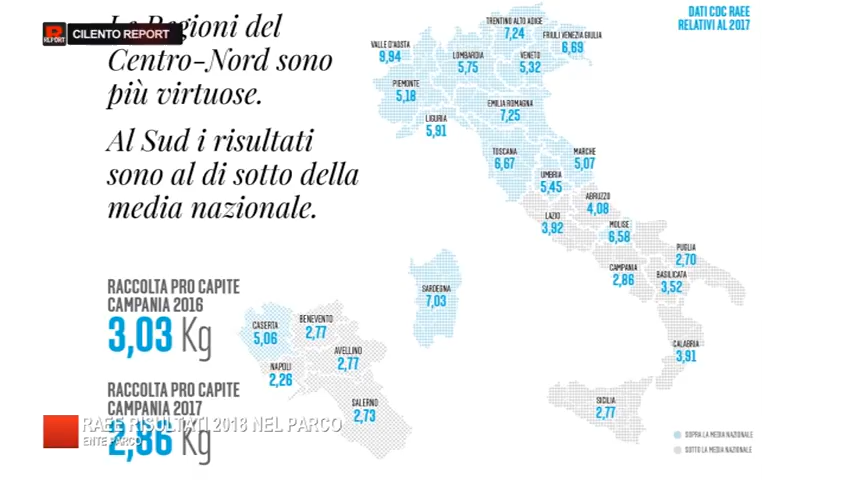 Le Regioni del
Centro-Nord sono
più virtuose.
Al Sud i risultati
sono al di sotto della
media nazionale.
REPORT
CILENTO REPORT
DATI CDC RAEE
RELATIVI AL 2017
TRENTINO ALTO ADIGE
7,24
FRIULI VENEZIA GIULIA
6,69
VALLE D'AOSTA
9,94
LOMBARDIA
5,75
VENETO
5,32
PIEMONTE
5,18
EMILIA ROMAGNA
7,25
LIGURIA
5,91
TOSCANA
6,67
MARCHE
5,07
UMBRIA
5,45
ABRUZZO
4,08
LAZIO
3,92
MOLISE
6,58
PUGLIA
2,70
CAMPANIA
2,86
BASILICATA
3,52
SARDEGNA
7,03
CALABRIA
3,91
SICILIA
2,77
RACCOLTA PRO CAPITE
CAMPANIA 2016
3,03 Kg
CASERTA
5,06
BENEVENTO
2,77
AVELLINO
2,77
NAPOLI
2,26
SALERNO
2,73
RACCOLTA PRO CAPITE
CAMPANIA 2017
2,86 Kg
RAEE RISULTATI 2018 NEL PARCO
ENTE PARCO
SOPRA LA MEDIA NAZIONALE
SOTTO LA MEDIA NAZIONALE